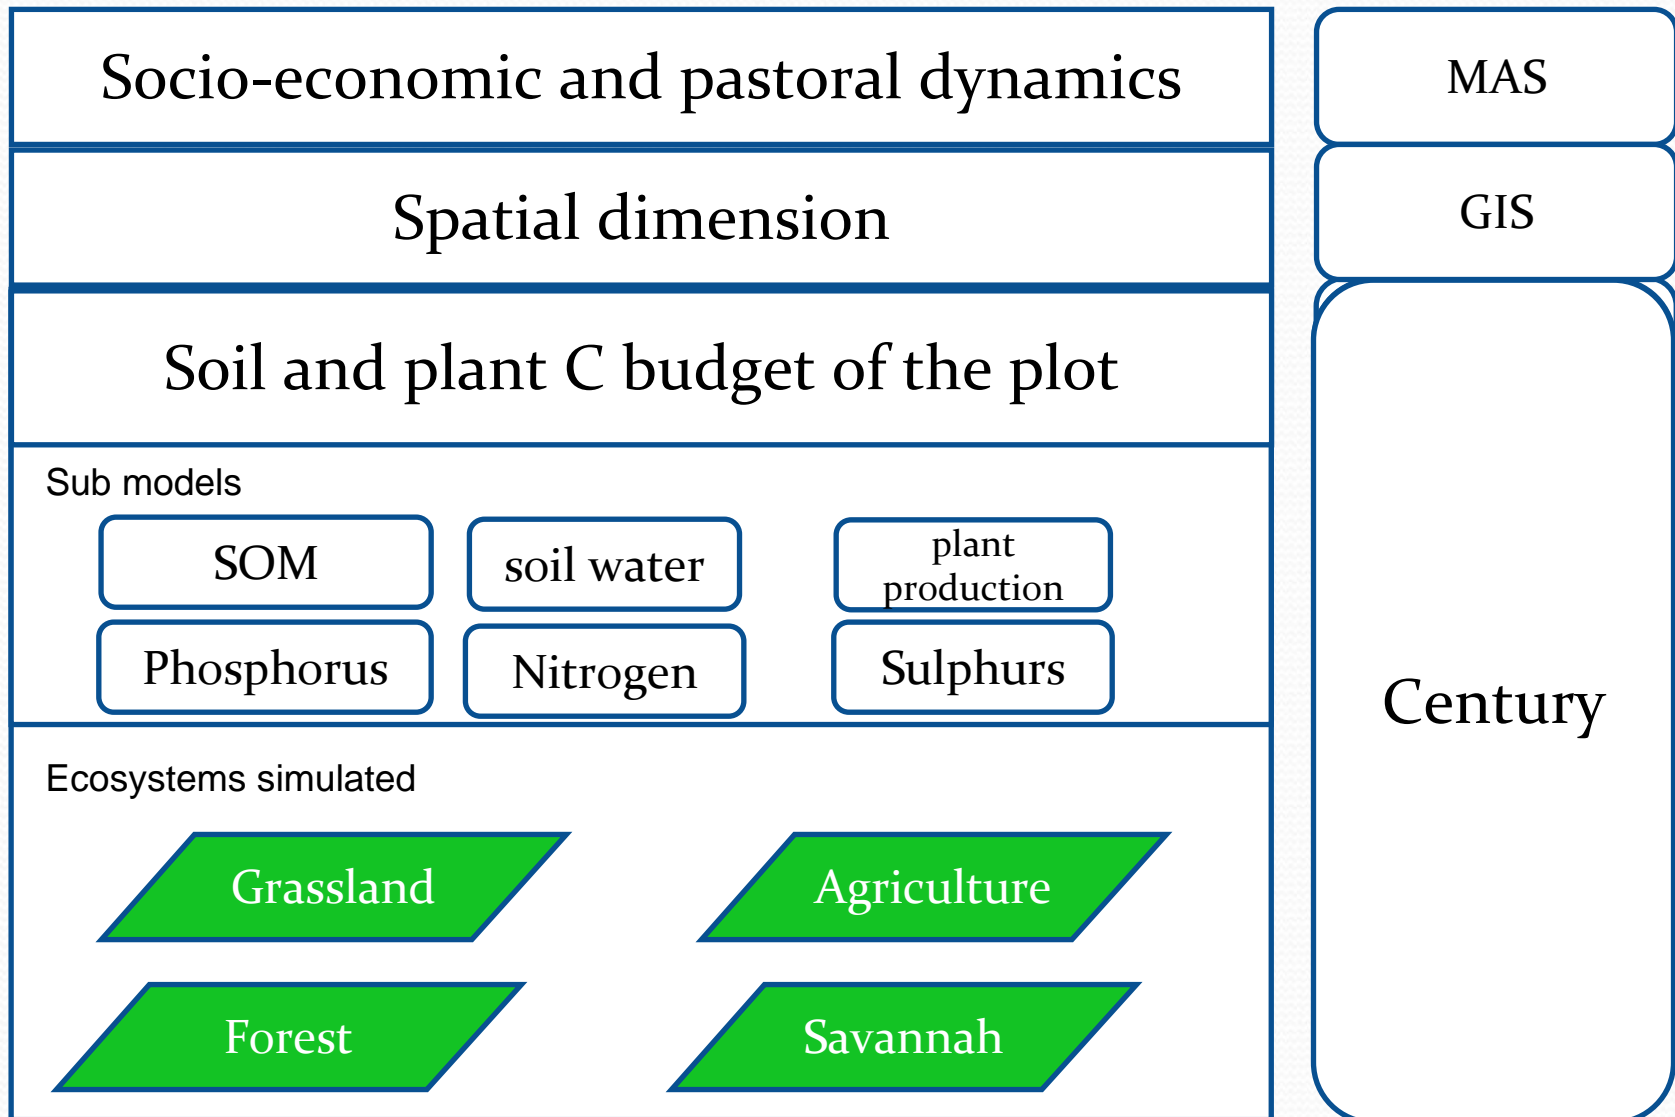 Socio-economic and pastoral dynamics
MAS
Spatial dimension
GIS
Soil and plant C budget of the plot
Sub models
SOM
soil water
plant
production
Phosphorus
Nitrogen
Sulphurs
Century
Ecosystems simulated
Grassland
Agriculture
Forest
Savannah